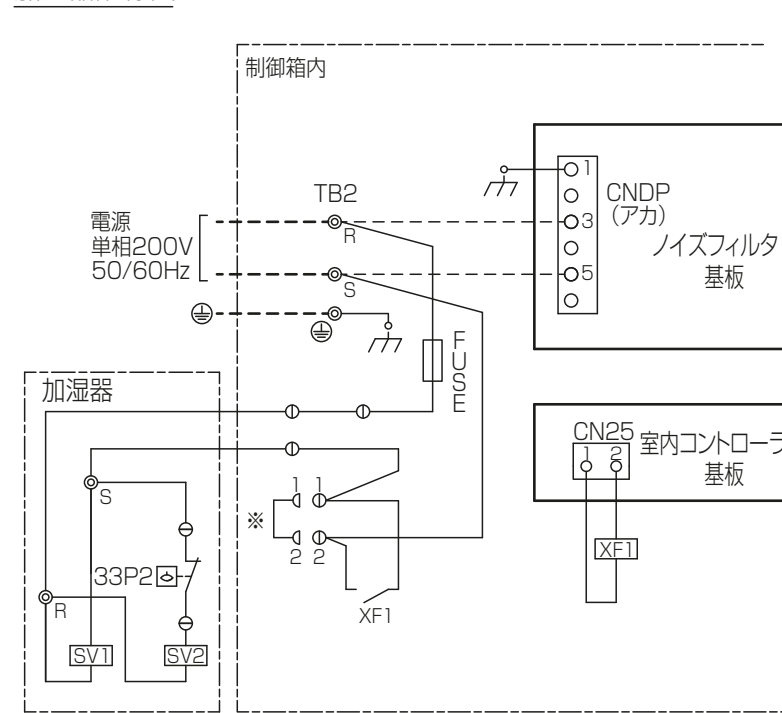 制御箱内
TB2
電源
単相200V
50/60Hz
R
S
1
3
5
CNDP
(アカ)
ノイズフィルタ
基板
FUSE
加湿器
CN25
1 2
室内コントローラ
基板
XF1
S
※
1 1
2 2
33P2
R
XF1
SV1
SV2